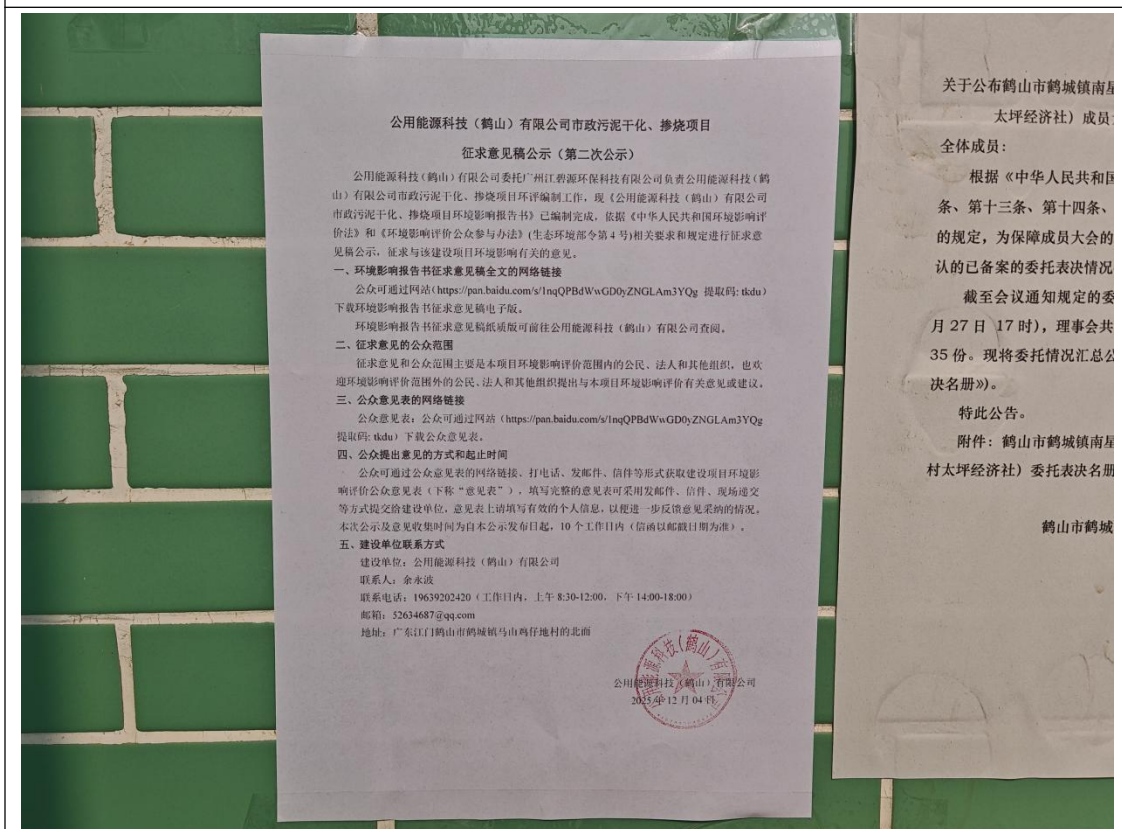 公用能源科技（鹤山）有限公司市政污泥干化、掺烧项目
征求意见稿公示（第二次公示）
公用能源科技（鹤山）有限公司委托广州江碧源环保科技有限公司负责公用能源科技（鹤
山）有限公司市政污泥干化、掺烧项目环评编制工作，现《公用能源科技（鹤山）有限公司
市政污泥干化、掺烧项目环境影响报告书》已编制完成，依据《中华人民共和国环境影响评
价法》和《环境影响评价公众参与办法》(生态环境部令第 4 号)相关要求和规定进行征求意
见稿公示，征求与该建设项目环境影响有关的意见。
一、环境影响报告书征求意见稿全文的网络链接
公众可通过网站（https://pan.baidu.com/s/1nqQPBdWwGD0yZNGLAm3YQg 提取码: tkdu）
下载环境影响报告书征求意见稿电子版。
环境影响报告书征求意见稿纸质版可前往公用能源科技（鹤山）有限公司查阅。
二、征求意见的公众范围
征求意见和公众范围主要是本项目环境影响评价范围内的公民、法人和其他组织，也欢
迎环境影响评价范围外的公民、法人和其他组织提出与本项目环境影响评价有关意见或建议。
三、公众意见表的网络链接
公众意见表：公众可通过网站（https://pan.baidu.com/s/1nqQPBdWwGD0yZNGLAm3YQg
提取码: tkdu）下载公众意见表。
四、公众提出意见的方式和起止时间
公众可通过公众意见表的网络链接、打电话、发邮件、信件等形式获取建设项目环境影
响评价公众意见表（下称“意见表”），填写完整的意见表可采用发邮件、信件、现场递交
等方式提交给建设单位，意见表上请填写有效的个人信息，以便进一步反馈意见采纳的情况。
本次公示及意见收集时间为自本公示发布日起，10 个工作日内（信函以邮戳日期为准）。
五、建设单位联系方式
建设单位：公用能源科技（鹤山）有限公司
联系人：余永波
联系电话：19639202420（工作日内，上午 8:30-12:00，下午 14:00-18:00）
邮箱：52634687@qq.com
地址：广东江门鹤山市鹤城镇马山鸡仔地村的北面
公用能源科技（鹤山）有限公司
2025 年 12 月 04 日
关于公布鹤山市鹤城镇南星
太坪经济社）成员
全体成员：
根据《中华人民共和国
条、第十三条、第十四条、
的规定，为保障成员大会的
认的已备案的委托表决情况
截至会议通知规定的委
月 27 日 17 时），理事会共
35 份。现将委托情况汇总公
决名册》)。
特此公告。
附件：鹤山市鹤城镇南星
村太坪经济社）委托表决名册
鹤山市鹤城